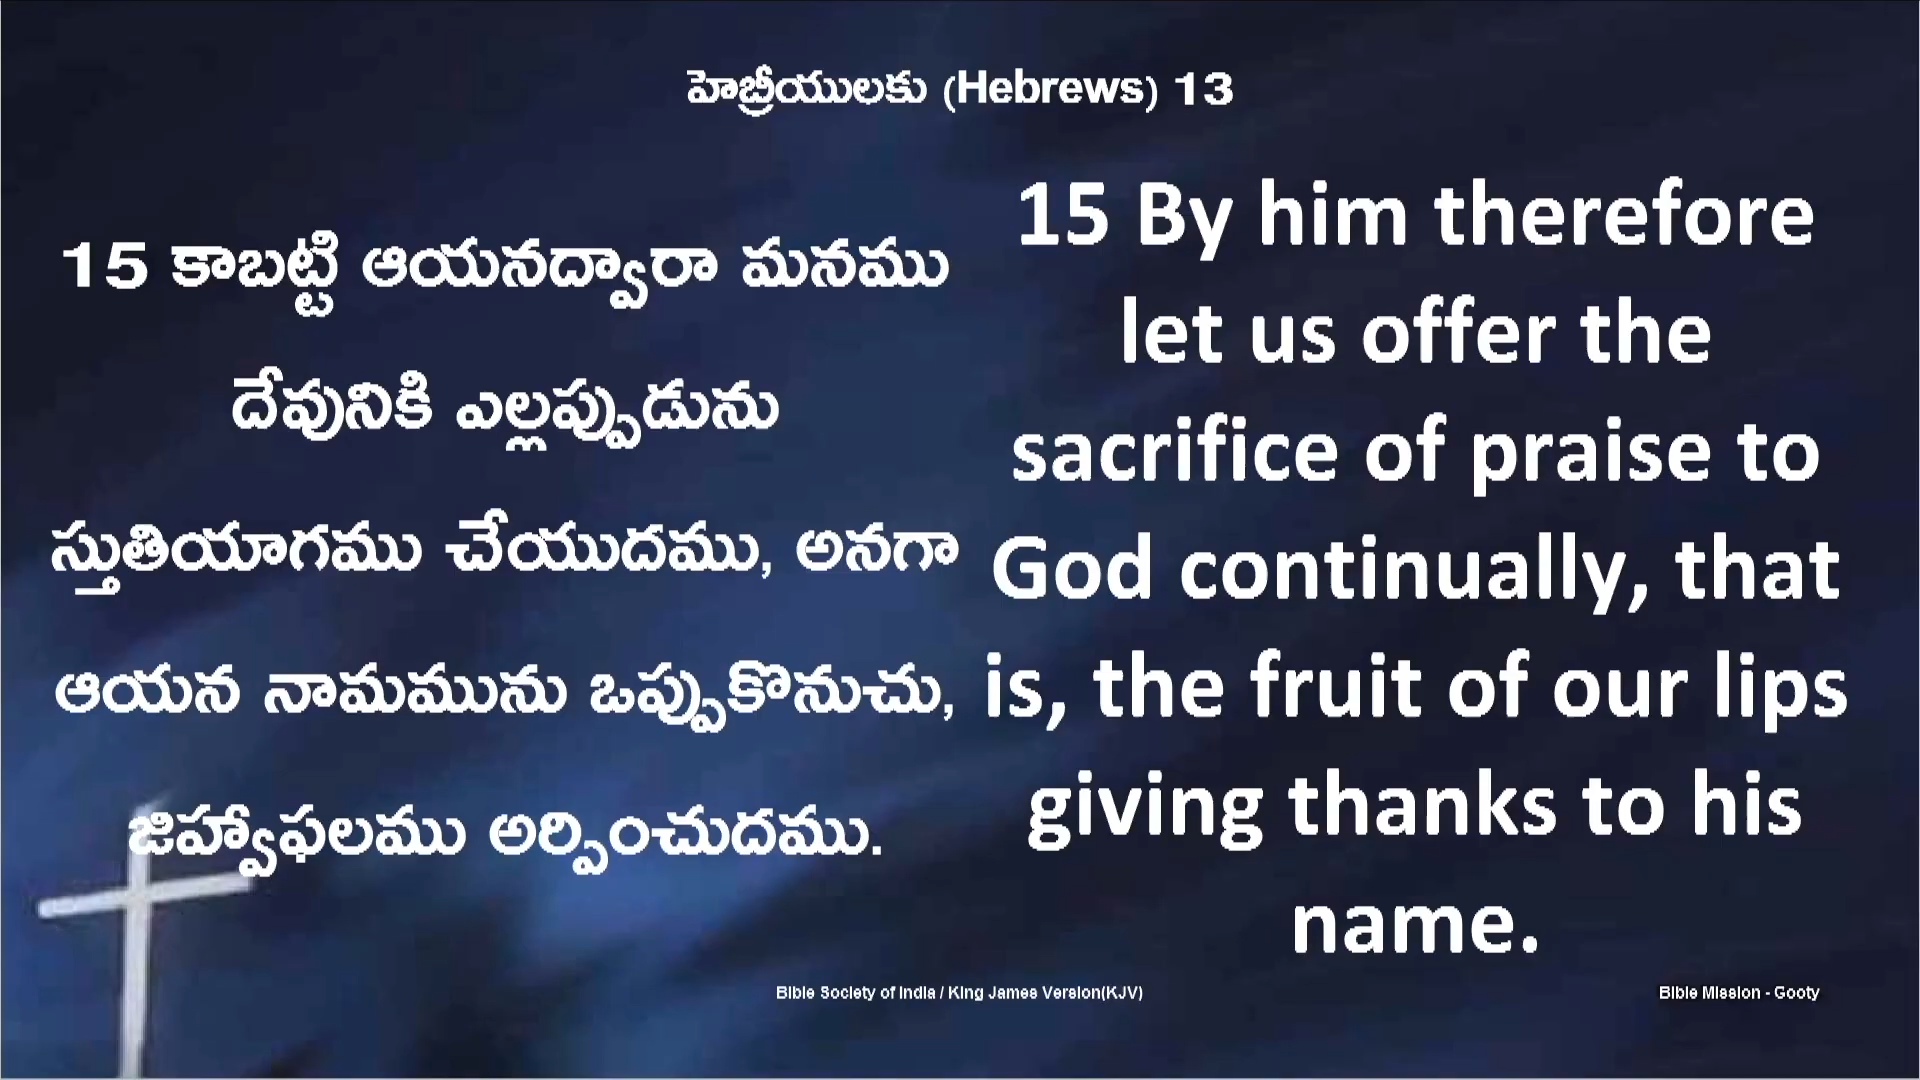 హెబ్రీయులకు (Hebrews) 13
15 కాబట్టి ఆయనద్వారా మనము
దేవునికి ఎల్లప్పుడును
స్తుతియాగము చేయుదము, అనగా
ఆయన నామమును ఒప్పుకొనుచు,
జిహ్వాఫలము అర్పించుదము.
15 By him therefore
let us offer the
sacrifice of praise to
God continually, that
is, the fruit of our lips
giving thanks to his
name.
Bible Society of India / King James Version(KJV)
Bible Mission - Gooty